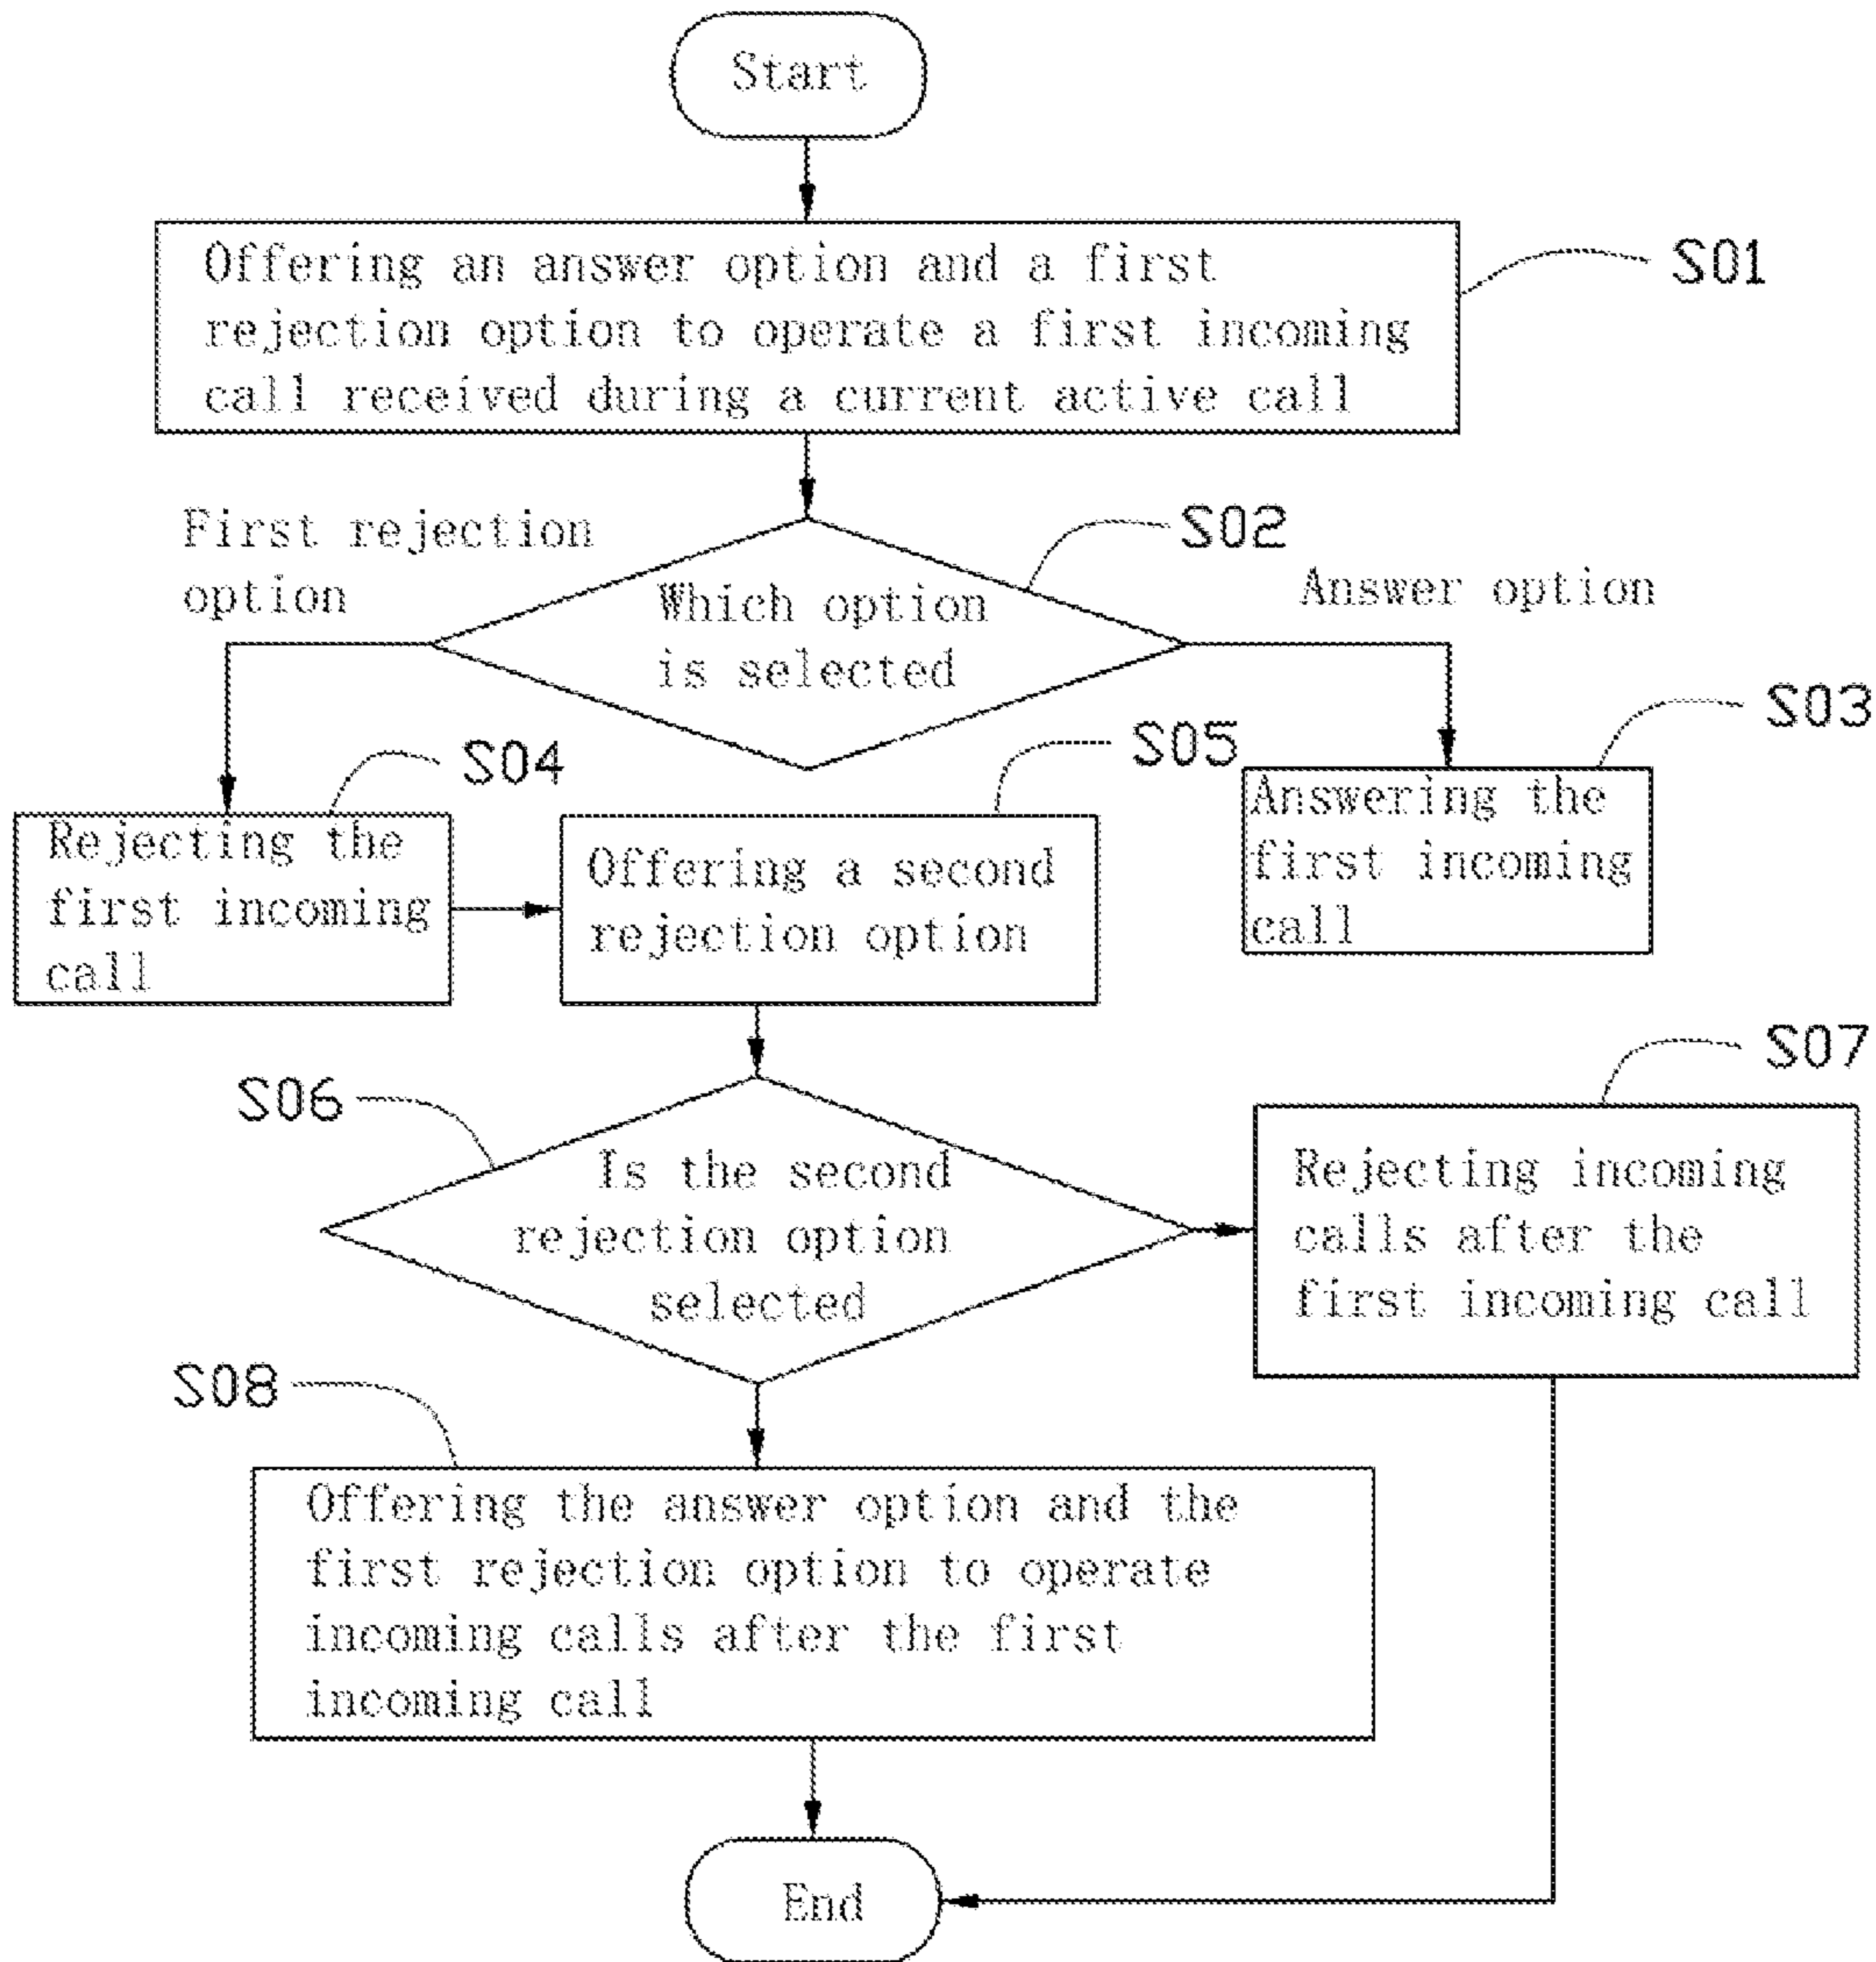 Start
Offering an answer option and a first
rejection option to operate a first incoming
call received during a current active call
S01
First rejection
option
S02
Which option
is selected
Answer option
S03
S04
S05
Rejecting the
first incoming
call
Offering a second
rejection option
Answering the
first incoming
call
S06
Is the second
rejection option
selected
S07
Rejecting incoming
calls after the
first incoming call
S08
Offering the answer option and the
first rejection option to operate
incoming calls after the first
incoming call
End